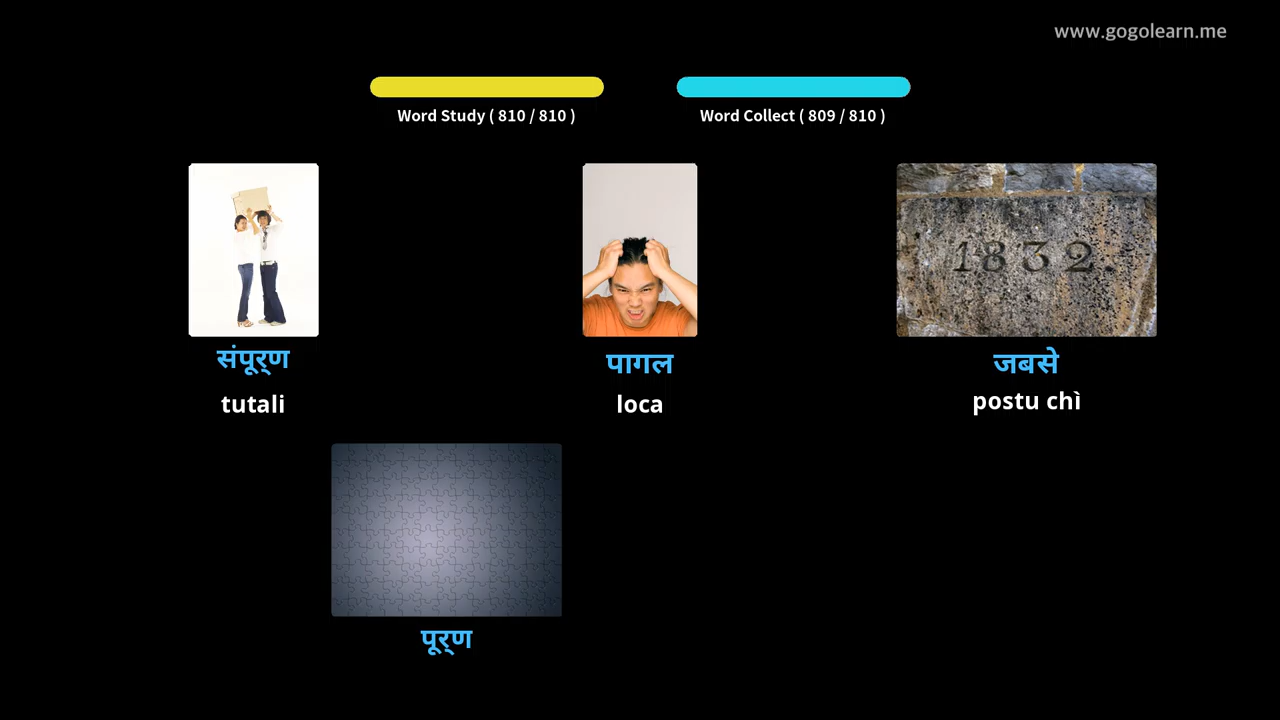 www.gogolearn.me
Word Study ( 810 / 810 )
Word Collect ( 809 / 810 )
1832.
संपूर्ण
पागल
जबसे
tutali
loca
postu chì
पूर्ण